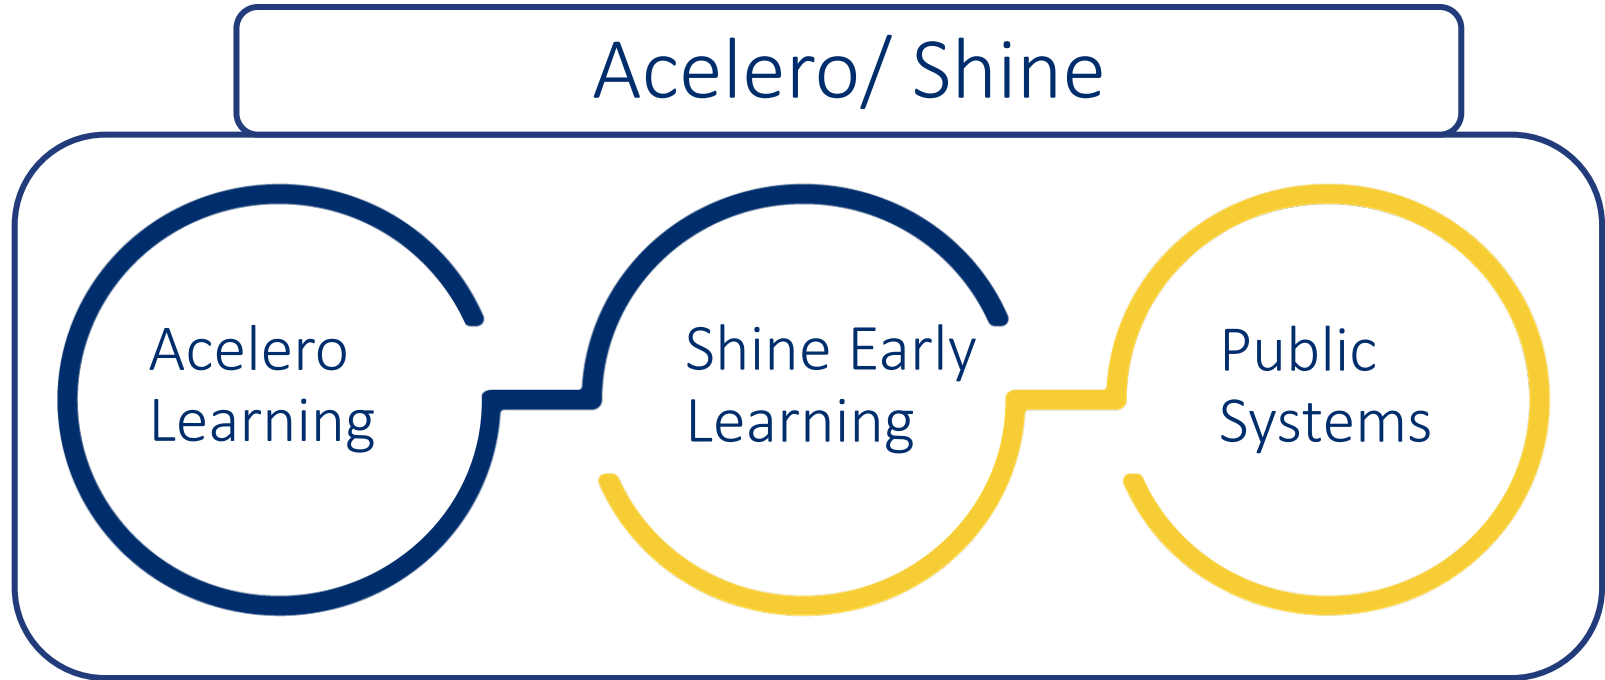 Acelero/ Shine
Acelero
Learning
Shine Early
Learning
Public
Systems